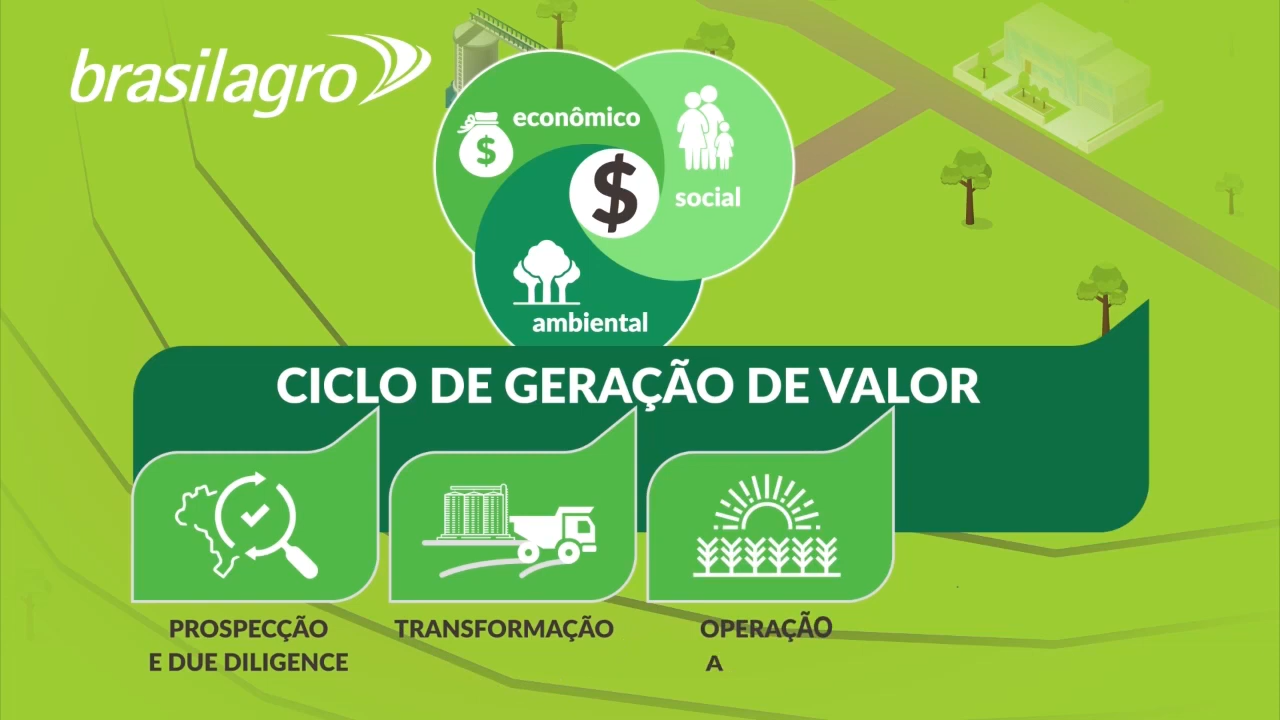 brasilagro
econômico
$
$
social
ambiental
CICLO DE GERAÇÃO DE VALOR
PROSPECÇÃO
E DUE DILIGENCE
TRANSFORMAÇÃO
OPERAÇÃO
A